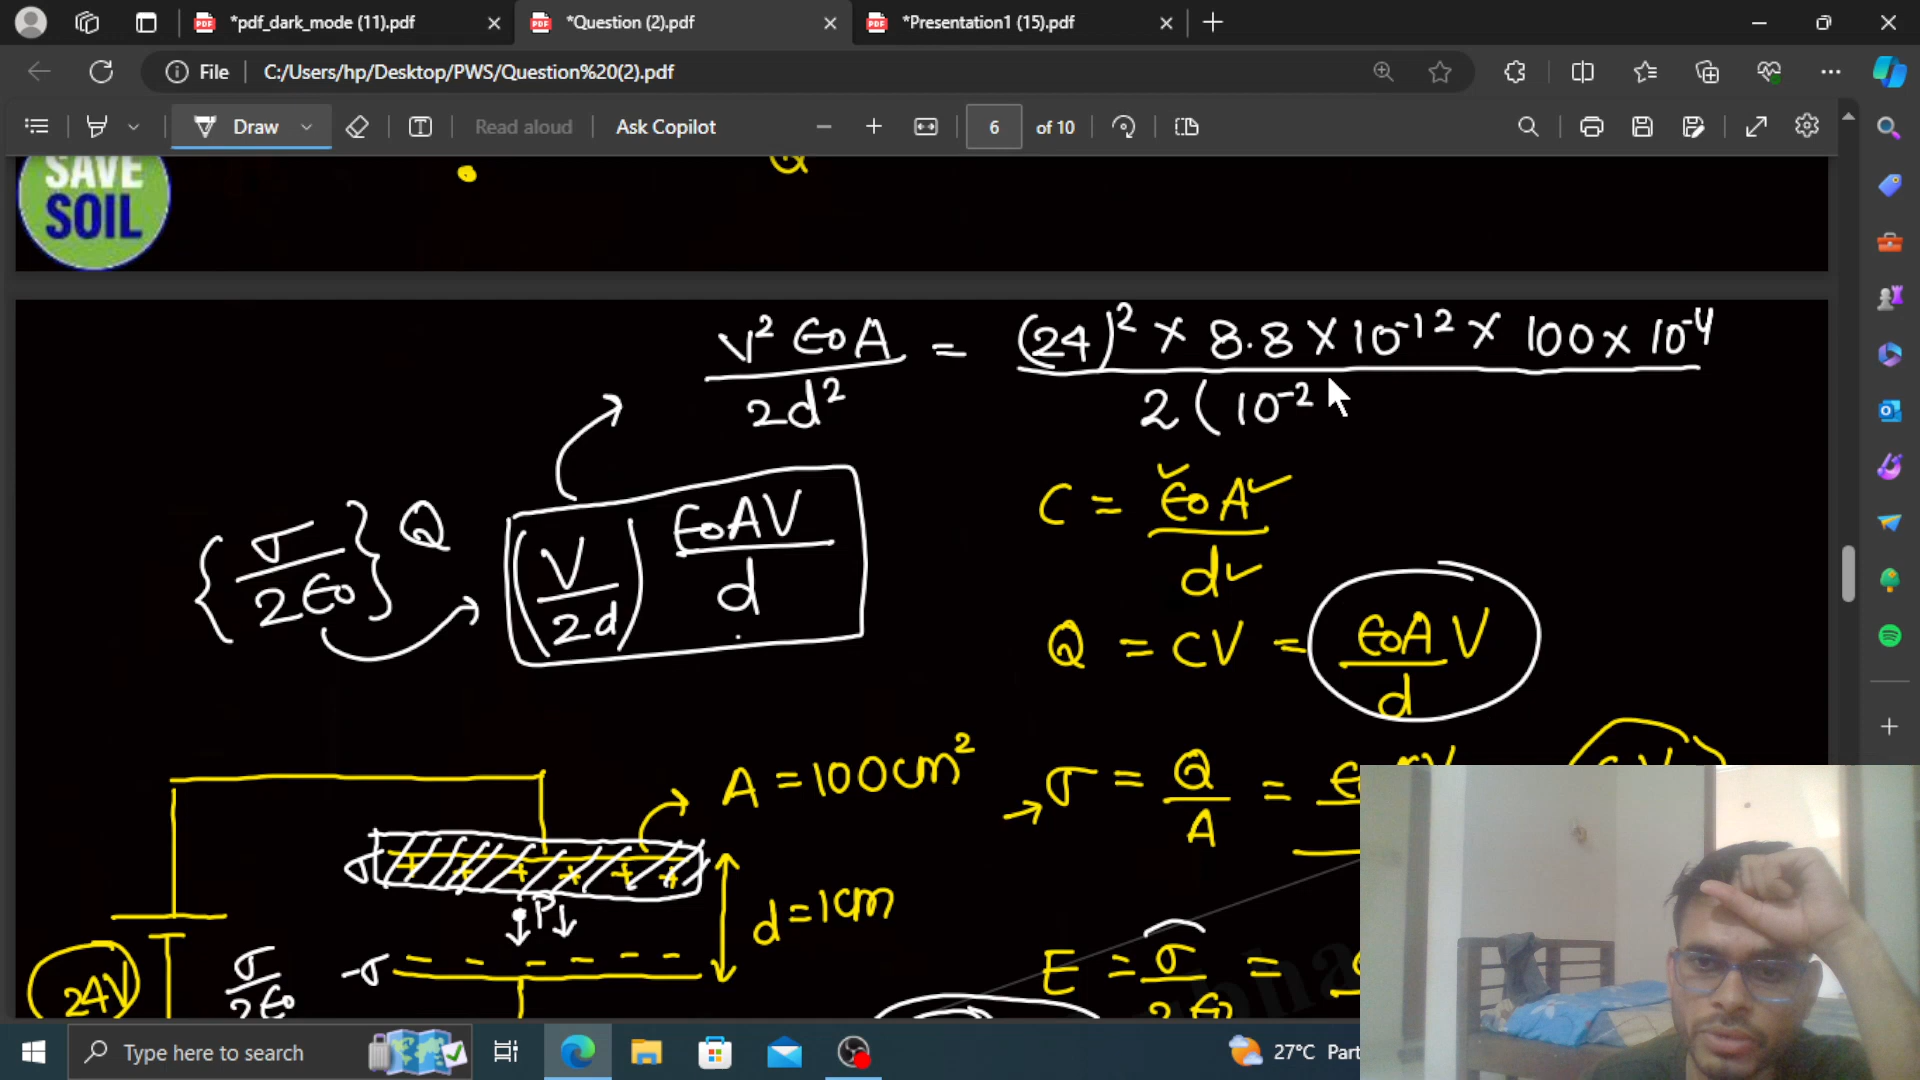 *pdf_dark_mode (11).pdf
*Question (2).pdf
*Presentation1 (15).pdf
File
C:/Users/hp/Desktop/PWS/Question%20(2).pdf
Draw
Read aloud
Ask Copilot
6 of 10
SAVE
SOIL
Q
V² ϵ₀A / 2d² = (24)² × 8.8 × 10⁻¹² × 100 × 10⁻⁴ / 2 ( 10⁻²
C = ϵ₀A / d
{ σ / 2ϵ₀ } Q
( V / 2d ) ϵ₀AV / d
Q = CV = ϵ₀A V / d
A = 100cm²
σ = Q / A =
σ
+ + + + + +
P
d = 1cm
24V
σ / 2ϵ₀
-σ
- - - - - -
E = σ / 2ϵ₀ =
Type here to search
27°C Part